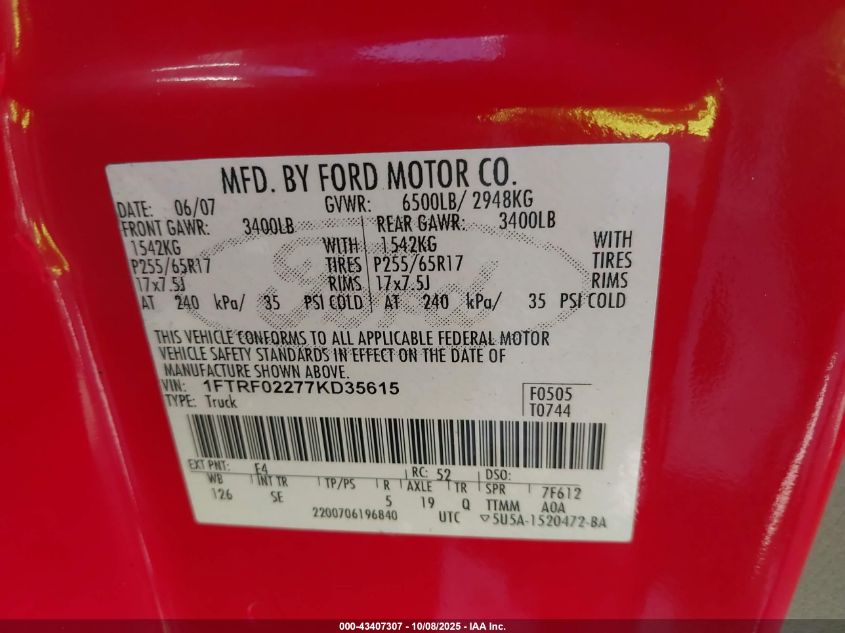 MFD. BY FORD MOTOR CO.
DATE: 06/07 GVWR: 6500LB/ 2948KG
FRONT GAWR: 3400LB REAR GAWR: 3400LB
1542KG WITH 1542KG WITH
P255/65R17 TIRES P255/65R17 TIRES
17x7.5J RIMS 17x7.5J RIMS
AT 240 kPa/ 35 PSI COLD AT 240 kPa/ 35 PSI COLD
THIS VEHICLE CONFORMS TO ALL APPLICABLE FEDERAL MOTOR
VEHICLE SAFETY STANDARDS IN EFFECT ON THE DATE OF
MANUFACTURE SHOWN ABOVE.
VIN: 1FTRF02277KD35615 F0505
TYPE: Truck T0744
EXT PNT: E4 RC: 52 DSO:
WB INT TR TP/PS R AXLE TR SPR 7F612
126 SE 5 19 Q TTMM A0A
2200706196840 UTC ▽5U5A-1520472-BA
Ford
000-43407307 - 10/08/2025 - IAA Inc.